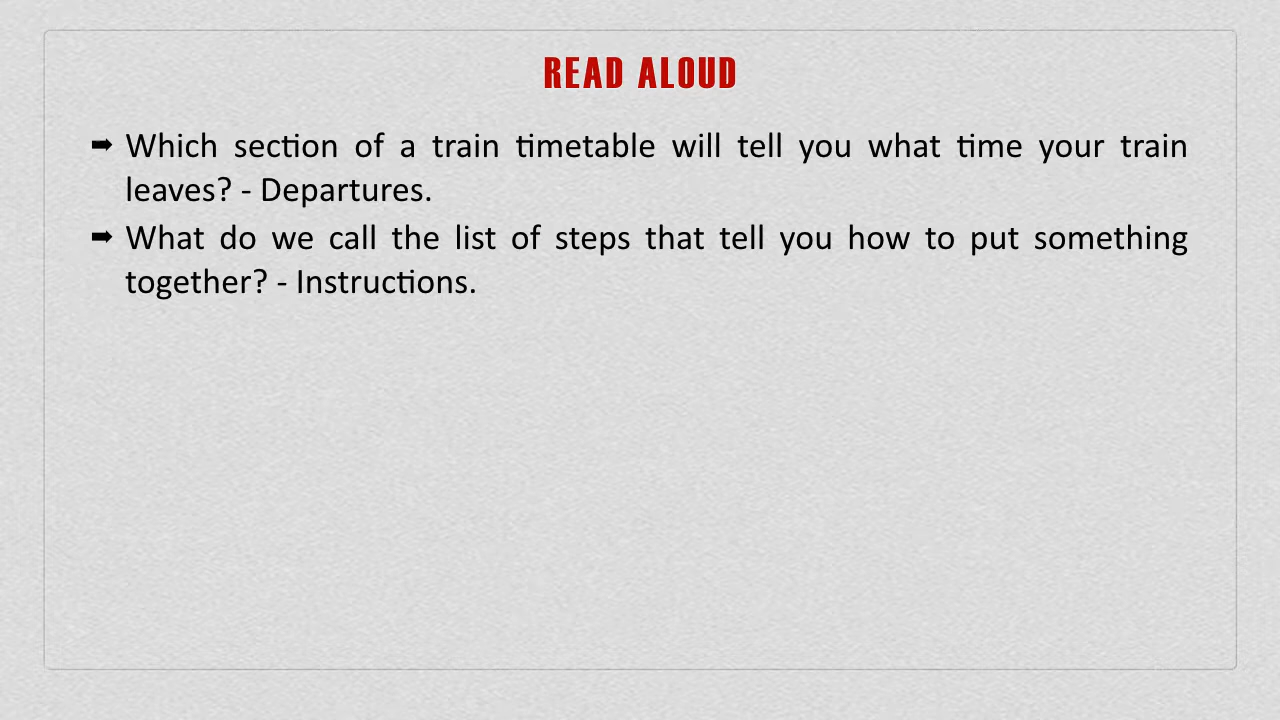 READ ALOUD
➡ Which section of a train timetable will tell you what time your train
leaves? - Departures.
➡ What do we call the list of steps that tell you how to put something
together? - Instructions.